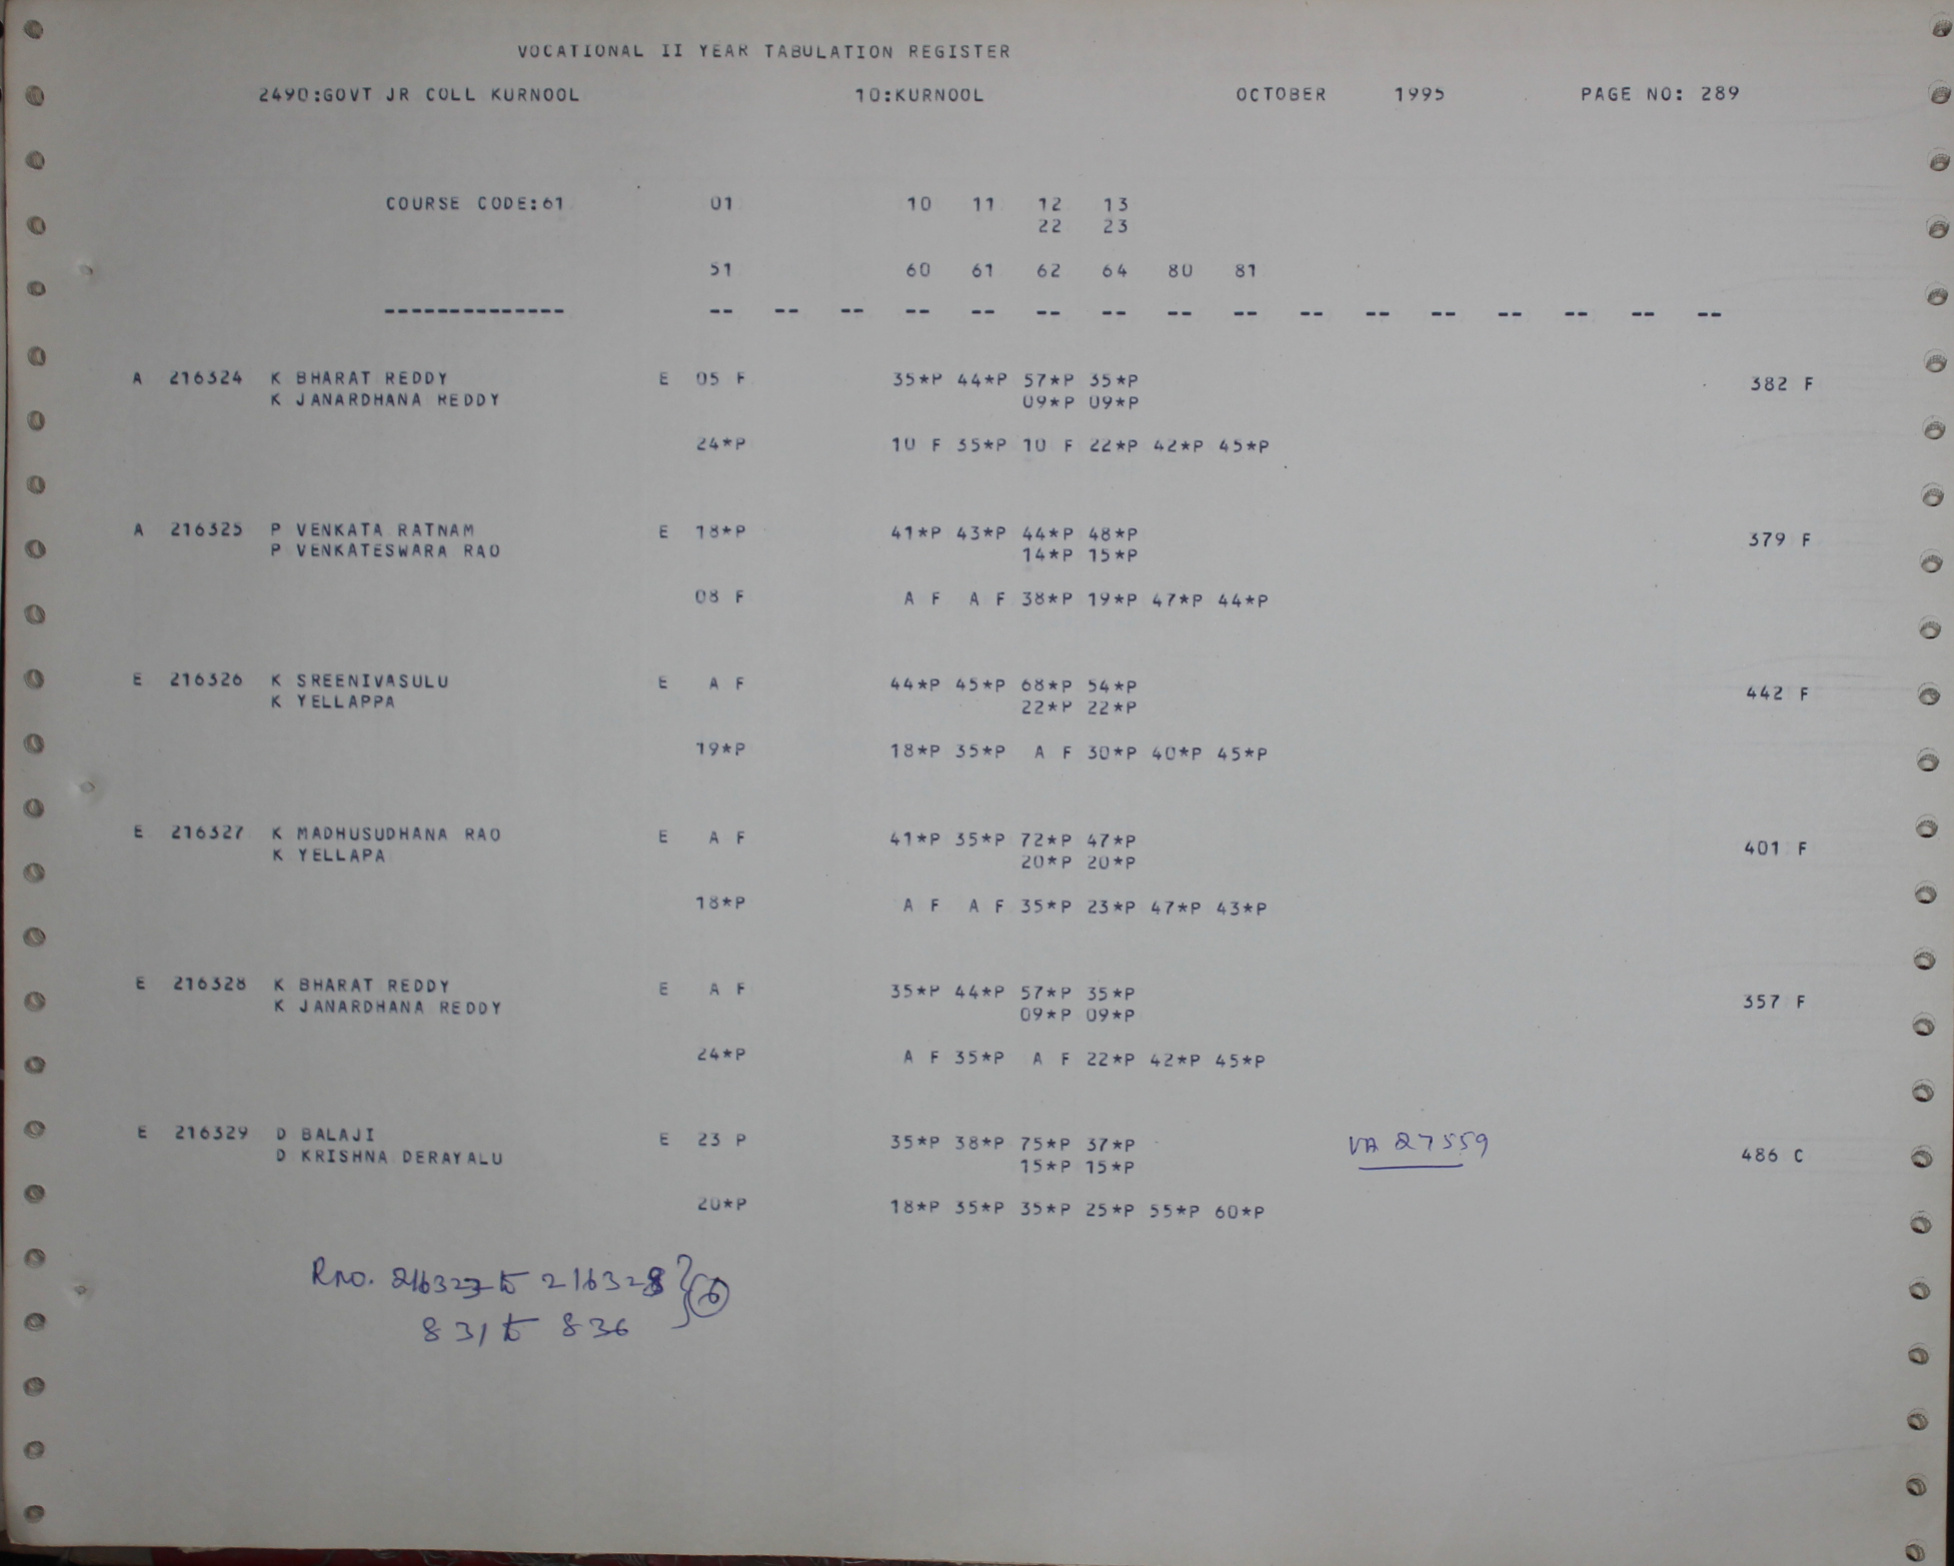 VOCATIONAL II YEAR TABULATION REGISTER
2490:GOVT JR COLL KURNOOL 10:KURNOOL OCTOBER 1995 PAGE NO: 289
COURSE CODE:61 01 10 11 12 13
22 23
51 60 61 62 64 80 81
-------------- -- -- -- -- -- -- -- -- -- -- -- -- -- -- -- --
A 216324 K BHARAT REDDY E 05 F 35*P 44*P 57*P 35*P 382 F
K JANARDHANA REDDY 09*P 09*P
24*P 10 F 35*P 10 F 22*P 42*P 45*P
A 216325 P VENKATA RATNAM E 18*P 41*P 43*P 44*P 48*P 379 F
P VENKATESWARA RAO 14*P 15*P
08 F A F A F 38*P 19*P 47*P 44*P
E 216326 K SREENIVASULU E A F 44*P 45*P 68*P 54*P 442 F
K YELLAPPA 22*P 22*P
19*P 18*P 35*P A F 30*P 40*P 45*P
E 216327 K MADHUSUDHANA RAO E A F 41*P 35*P 72*P 47*P 401 F
K YELLAPA 20*P 20*P
18*P A F A F 35*P 23*P 47*P 43*P
E 216328 K BHARAT REDDY E A F 35*P 44*P 57*P 35*P 357 F
K JANARDHANA REDDY 09*P 09*P
24*P A F 35*P A F 22*P 42*P 45*P
E 216329 D BALAJI E 23 P 35*P 38*P 75*P 37*P VA 27559 486 C
D KRISHNA DERAYALU 15*P 15*P
20*P 18*P 35*P 35*P 25*P 55*P 60*P
Rno. 216323 to 216328
831 to 836